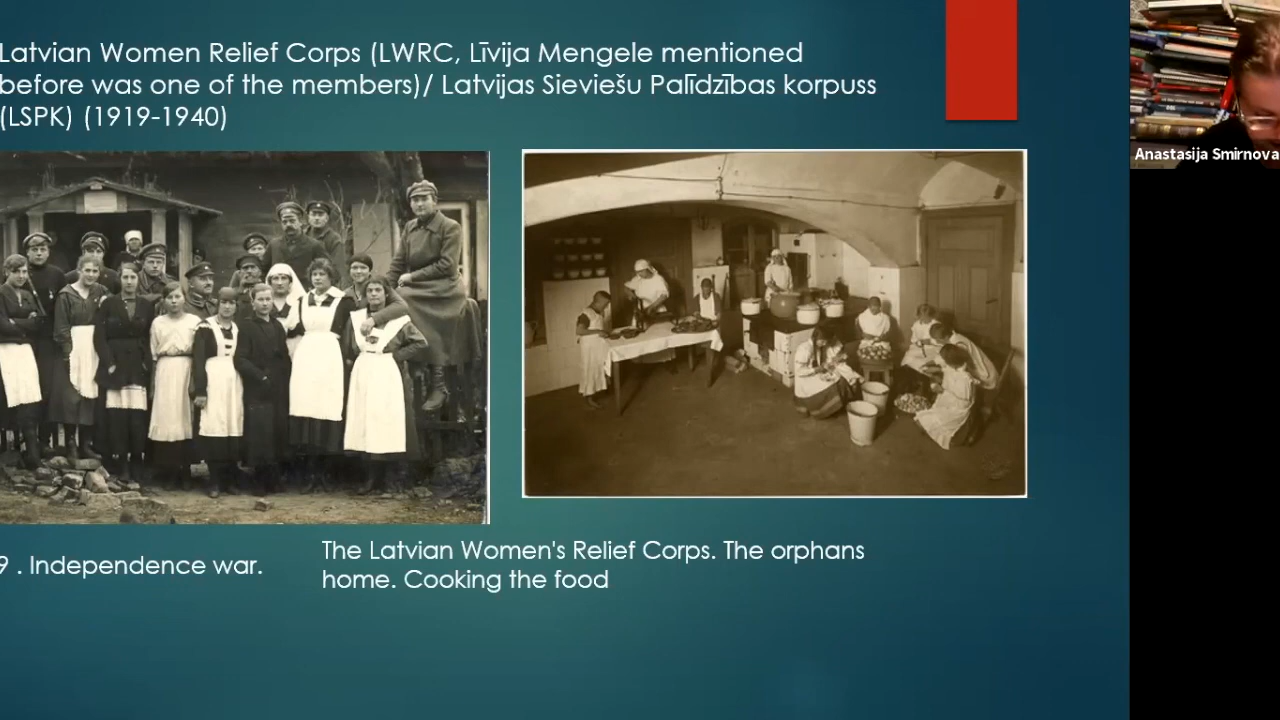 Latvian Women Relief Corps (LWRC, Līvija Mengele mentioned
before was one of the members)/ Latvijas Sieviešu Palīdzības korpuss
(LSPK) (1919-1940)
9 . Independence war.
The Latvian Women's Relief Corps. The orphans
home. Cooking the food
Anastasija Smirnova